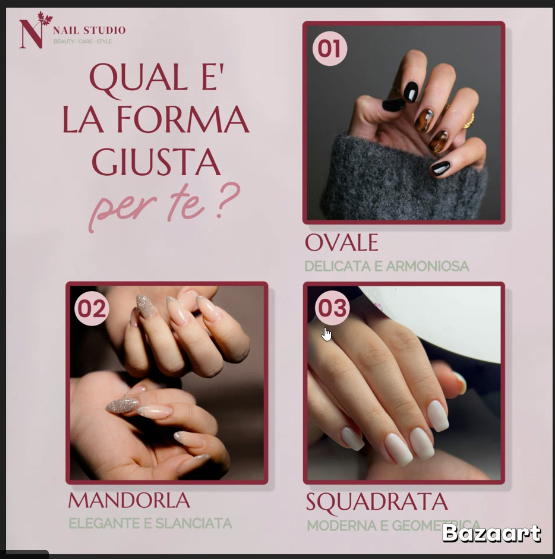 N NAIL STUDIO
BEAUTY - CARE - STYLE
QUAL E'
LA FORMA
GIUSTA
per te ?
01
OVALE
DELICATA E ARMONIOSA
02
MANDORLA
ELEGANTE E SLANCIATA
03
SQUADRATA
MODERNA E GEOMETRICA
Bazaart